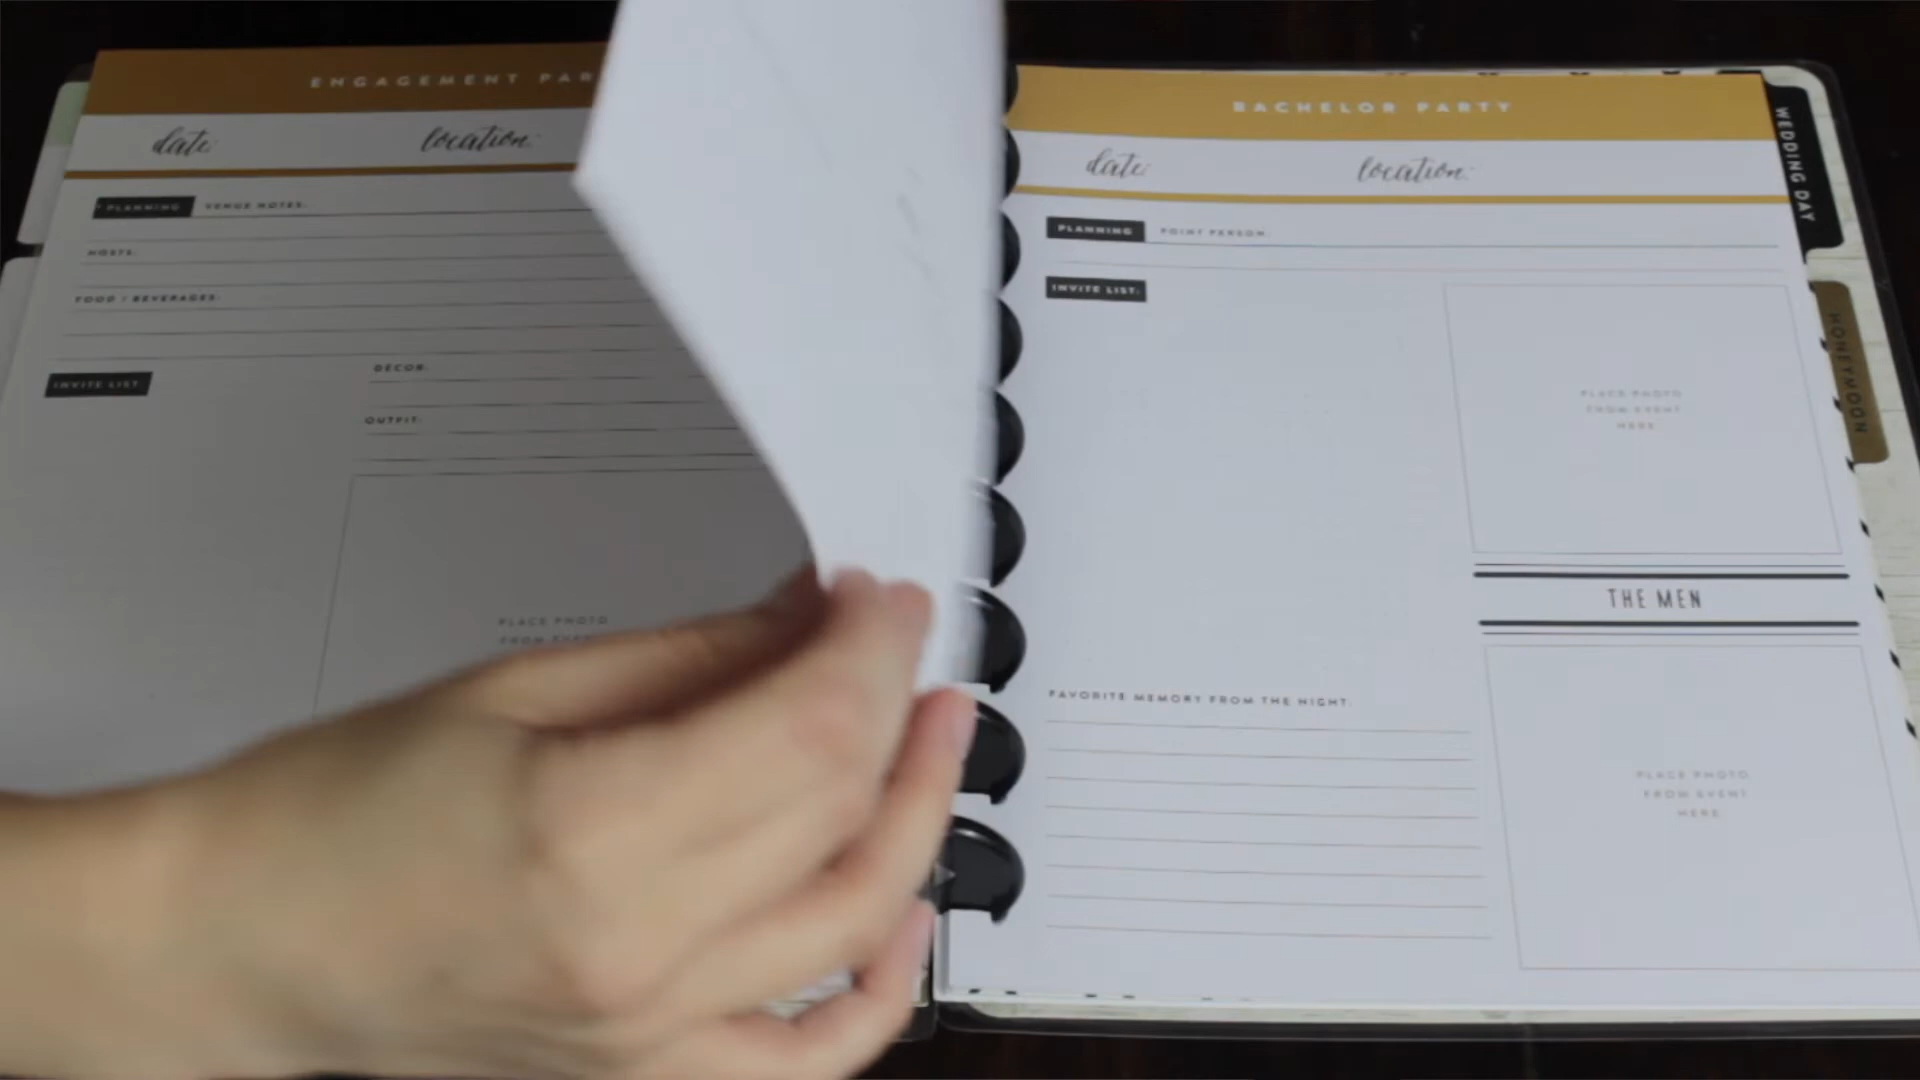 ENGAGEMENT PAR
date: location:
PLANNING VENUE NOTES:
HOSTS:
FOOD / BEVERAGES:
DECOR:
INVITE LIST:
OUTFIT:
PLACE PHOTO
FROM EVENT
BACHELOR PARTY
date: location:
PLANNING POINT PERSON:
INVITE LIST:
PLACE PHOTO
FROM EVENT
HERE
THE MEN
FAVORITE MEMORY FROM THE NIGHT:
PLACE PHOTO
FROM EVENT
HERE
WEDDING DAY
HONEYMOON